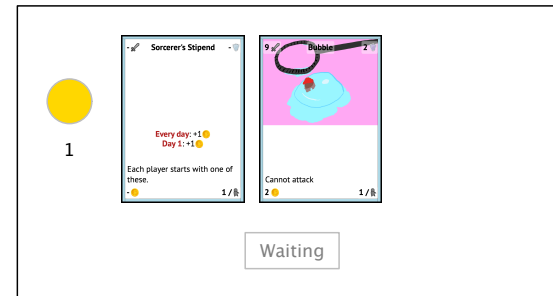 - Sorcerer's Stipend -
Every day: +1
Day 1: +1
Each player starts with one of
these.
- 1 /
9 Bubble 2
Cannot attack
2 1 /
1
Waiting